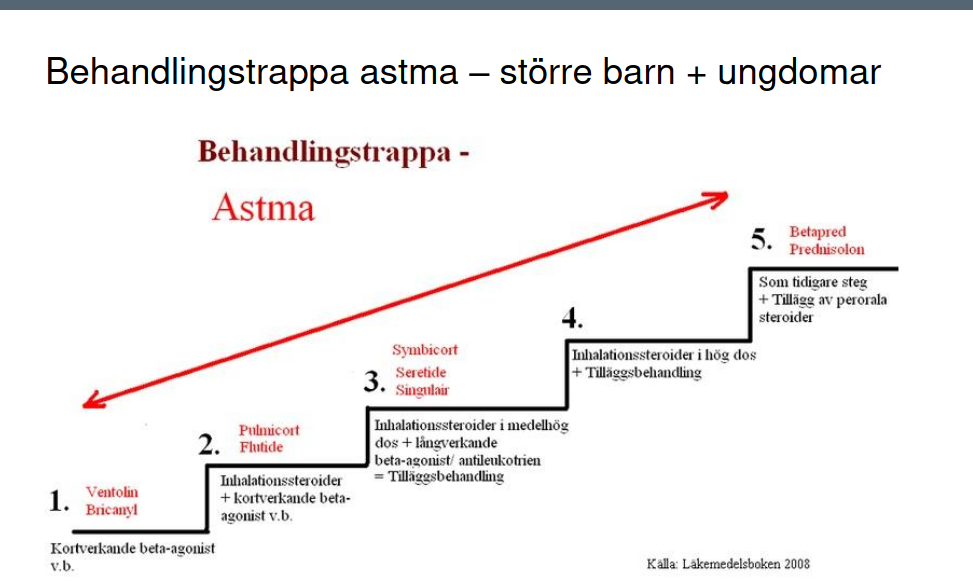 Behandlingstrappa astma – större barn + ungdomar
Behandlingstrappa -
Astma
1.
Ventolin
Bricanyl
Kortverkande beta-agonist
v.b.
2.
Pulmicort
Flutide
Inhalationssteroider
+ kortverkande beta-
agonist v.b.
3.
Symbicort
Seretide
Singulair
Inhalationssteroider i medelhög
dos + långverkande
beta-agonist/ antileukotrien
= Tilläggsbehandling
4.
Inhalationssteroider i hög dos
+ Tilläggsbehandling
5.
Betapred
Prednisolon
Som tidigare steg
+ Tillägg av perorala
steroider
Källa: Läkemedelsboken 2008